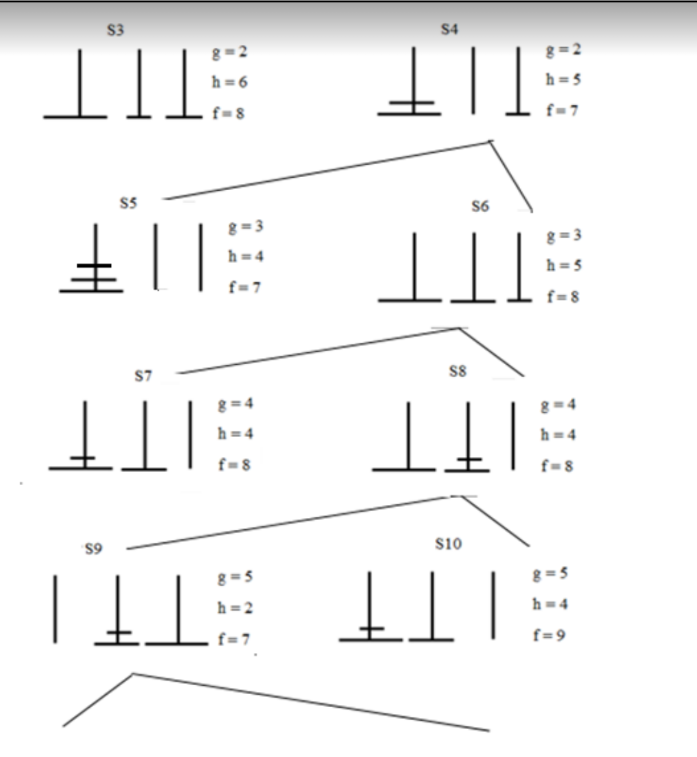 S3
g = 2
h = 6
f = 8
S4
g = 2
h = 5
f = 7
S5
g = 3
h = 4
f = 7
S6
g = 3
h = 5
f = 8
S7
g = 4
h = 4
f = 8
S8
g = 4
h = 4
f = 8
S9
g = 5
h = 2
f = 7
S10
g = 5
h = 4
f = 9